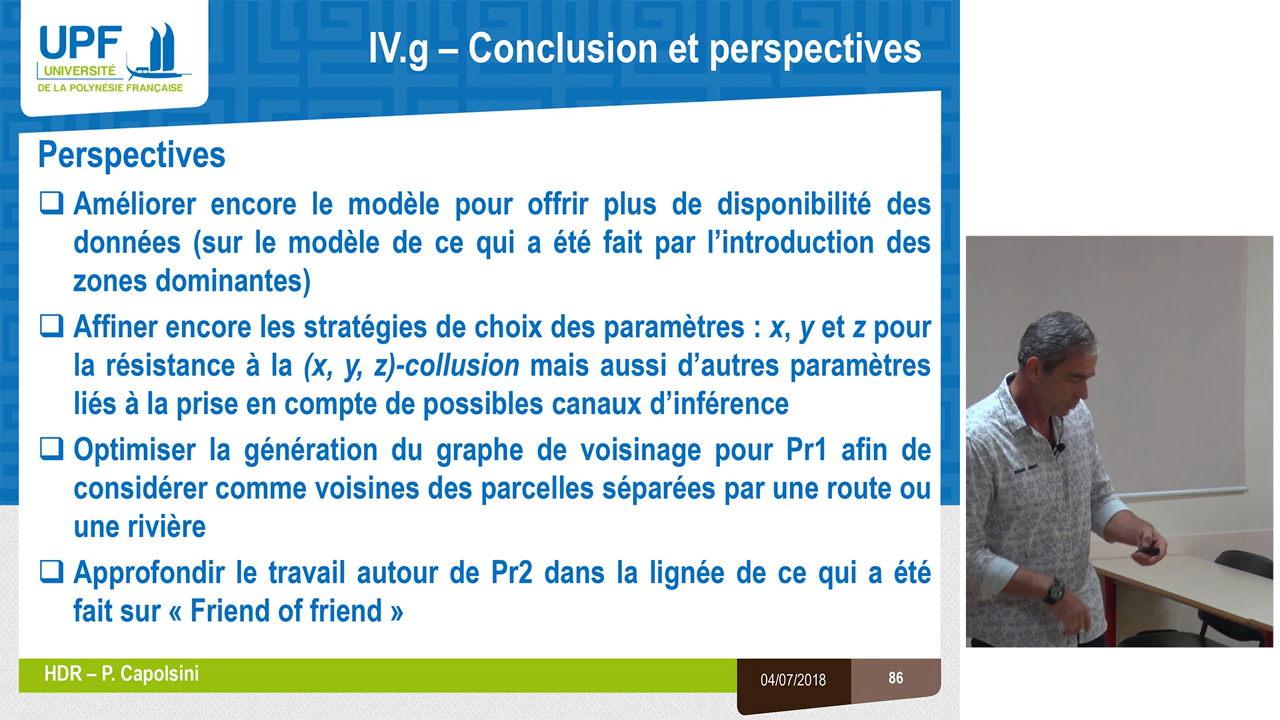 UPF
UNIVERSITÉ
DE LA POLYNÉSIE FRANÇAISE
IV.g – Conclusion et perspectives
Perspectives
Améliorer encore le modèle pour offrir plus de disponibilité des
données (sur le modèle de ce qui a été fait par l’introduction des
zones dominantes)
Affiner encore les stratégies de choix des paramètres : x, y et z pour
la résistance à la (x, y, z)-collusion mais aussi d’autres paramètres
liés à la prise en compte de possibles canaux d’inférence
Optimiser la génération du graphe de voisinage pour Pr1 afin de
considérer comme voisines des parcelles séparées par une route ou
une rivière
Approfondir le travail autour de Pr2 dans la lignée de ce qui a été
fait sur « Friend of friend »
HDR – P. Capolsini
04/07/2018
86